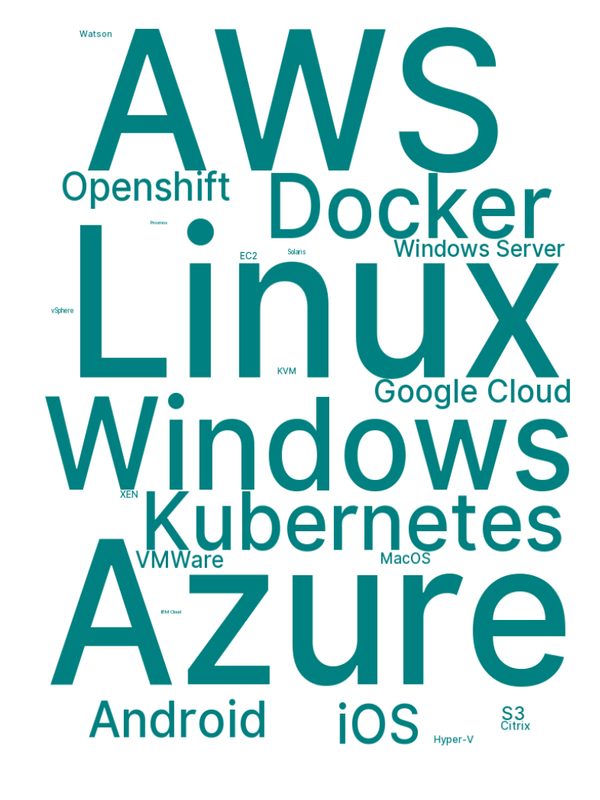 Watson
AWS
Openshift
Docker
Proxmox
Windows Server
EC2
Solaris
Linux
vSphere
KVM
Google Cloud
Windows
XEN
Kubernetes
VMWare
MacOS
Azure
IBM Cloud
Android
iOS
S3
Citrix
Hyper-V